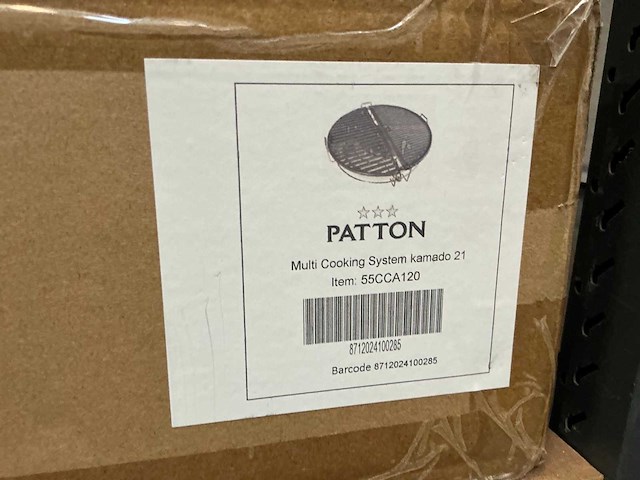 PATTON
Multi Cooking System kamado 21
Item: 55CCA120
8712024100285
Barcode 8712024100285